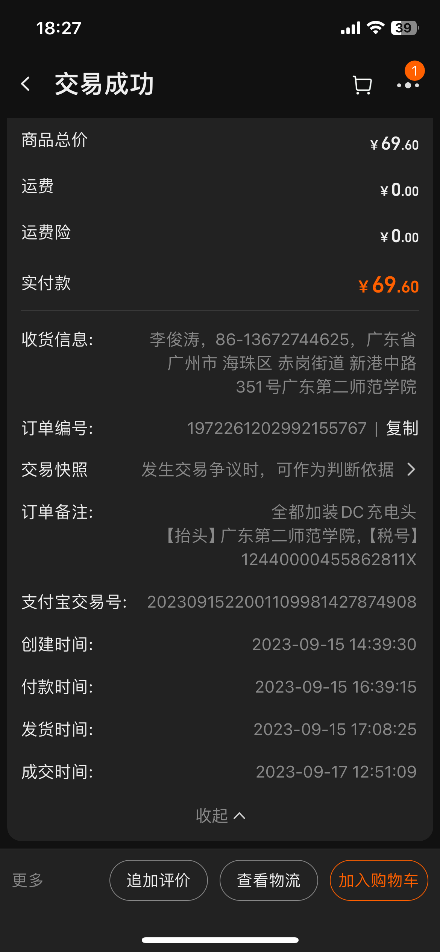 18:27
39
交易成功
1
商品总价
￥69.60
运费
￥0.00
运费险
￥0.00
实付款
￥69.60
收货信息:
李俊涛，86-13672744625，广东省
广州市 海珠区 赤岗街道 新港中路
351号广东第二师范学院
订单编号:
1972261202992155767 | 复制
交易快照
发生交易争议时，可作为判断依据
订单备注:
全都加装DC充电头
【抬头】广东第二师范学院,【税号】
12440000455862811X
支付宝交易号:
2023091522001109981427874908
创建时间:
2023-09-15 14:39:30
付款时间:
2023-09-15 16:39:15
发货时间:
2023-09-15 17:08:25
成交时间:
2023-09-17 12:51:09
收起
更多
追加评价
查看物流
加入购物车